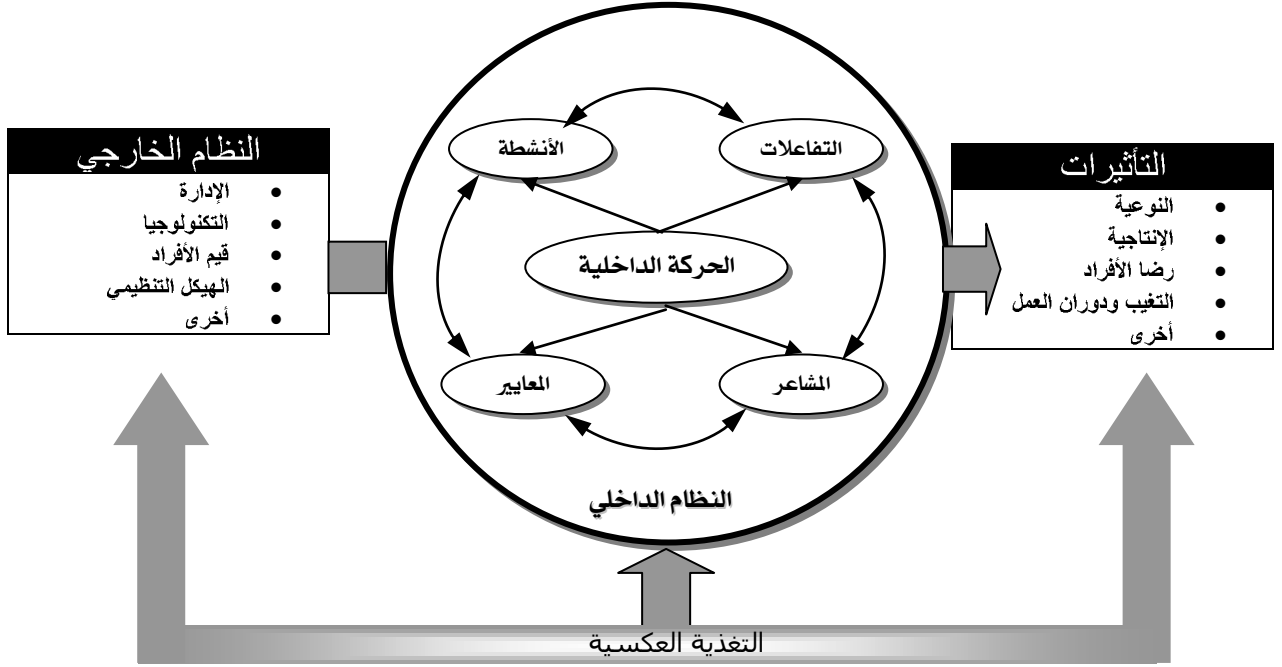 النظام الخارجي
الإدارة
التكنولوجيا
قيم الأفراد
الهيكل التنظيمي
أخرى
الأنشطة
التفاعلات
الحركة الداخلية
المعايير
المشاعر
النظام الداخلي
التأثيرات
النوعية
الإنتاجية
رضا الأفراد
التغيب ودوران العمل
أخرى
التغذية العكسية